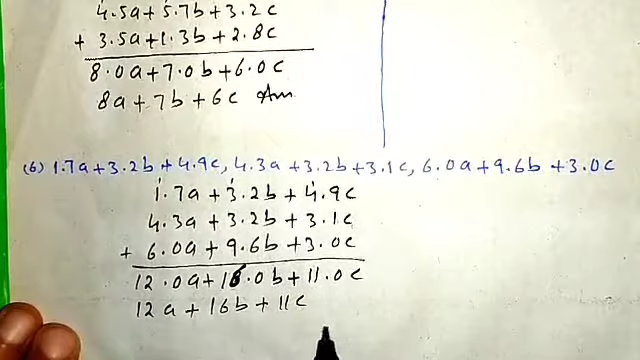 4.5a+5.7b+3.2c
+ 3.5a+1.3b+2.8c
8.0a+7.0b+6.0c
8a+7b+6c Ans
(6) 1.7a+3.2b+4.9c, 4.3a+3.2b+3.1c, 6.0a+9.6b+3.0c
1.7a+3.2b+4.9c
4.3a+3.2b+3.1c
+ 6.0a+9.6b+3.0c
12.0a+16.0b+11.0c
12a+16b+11c